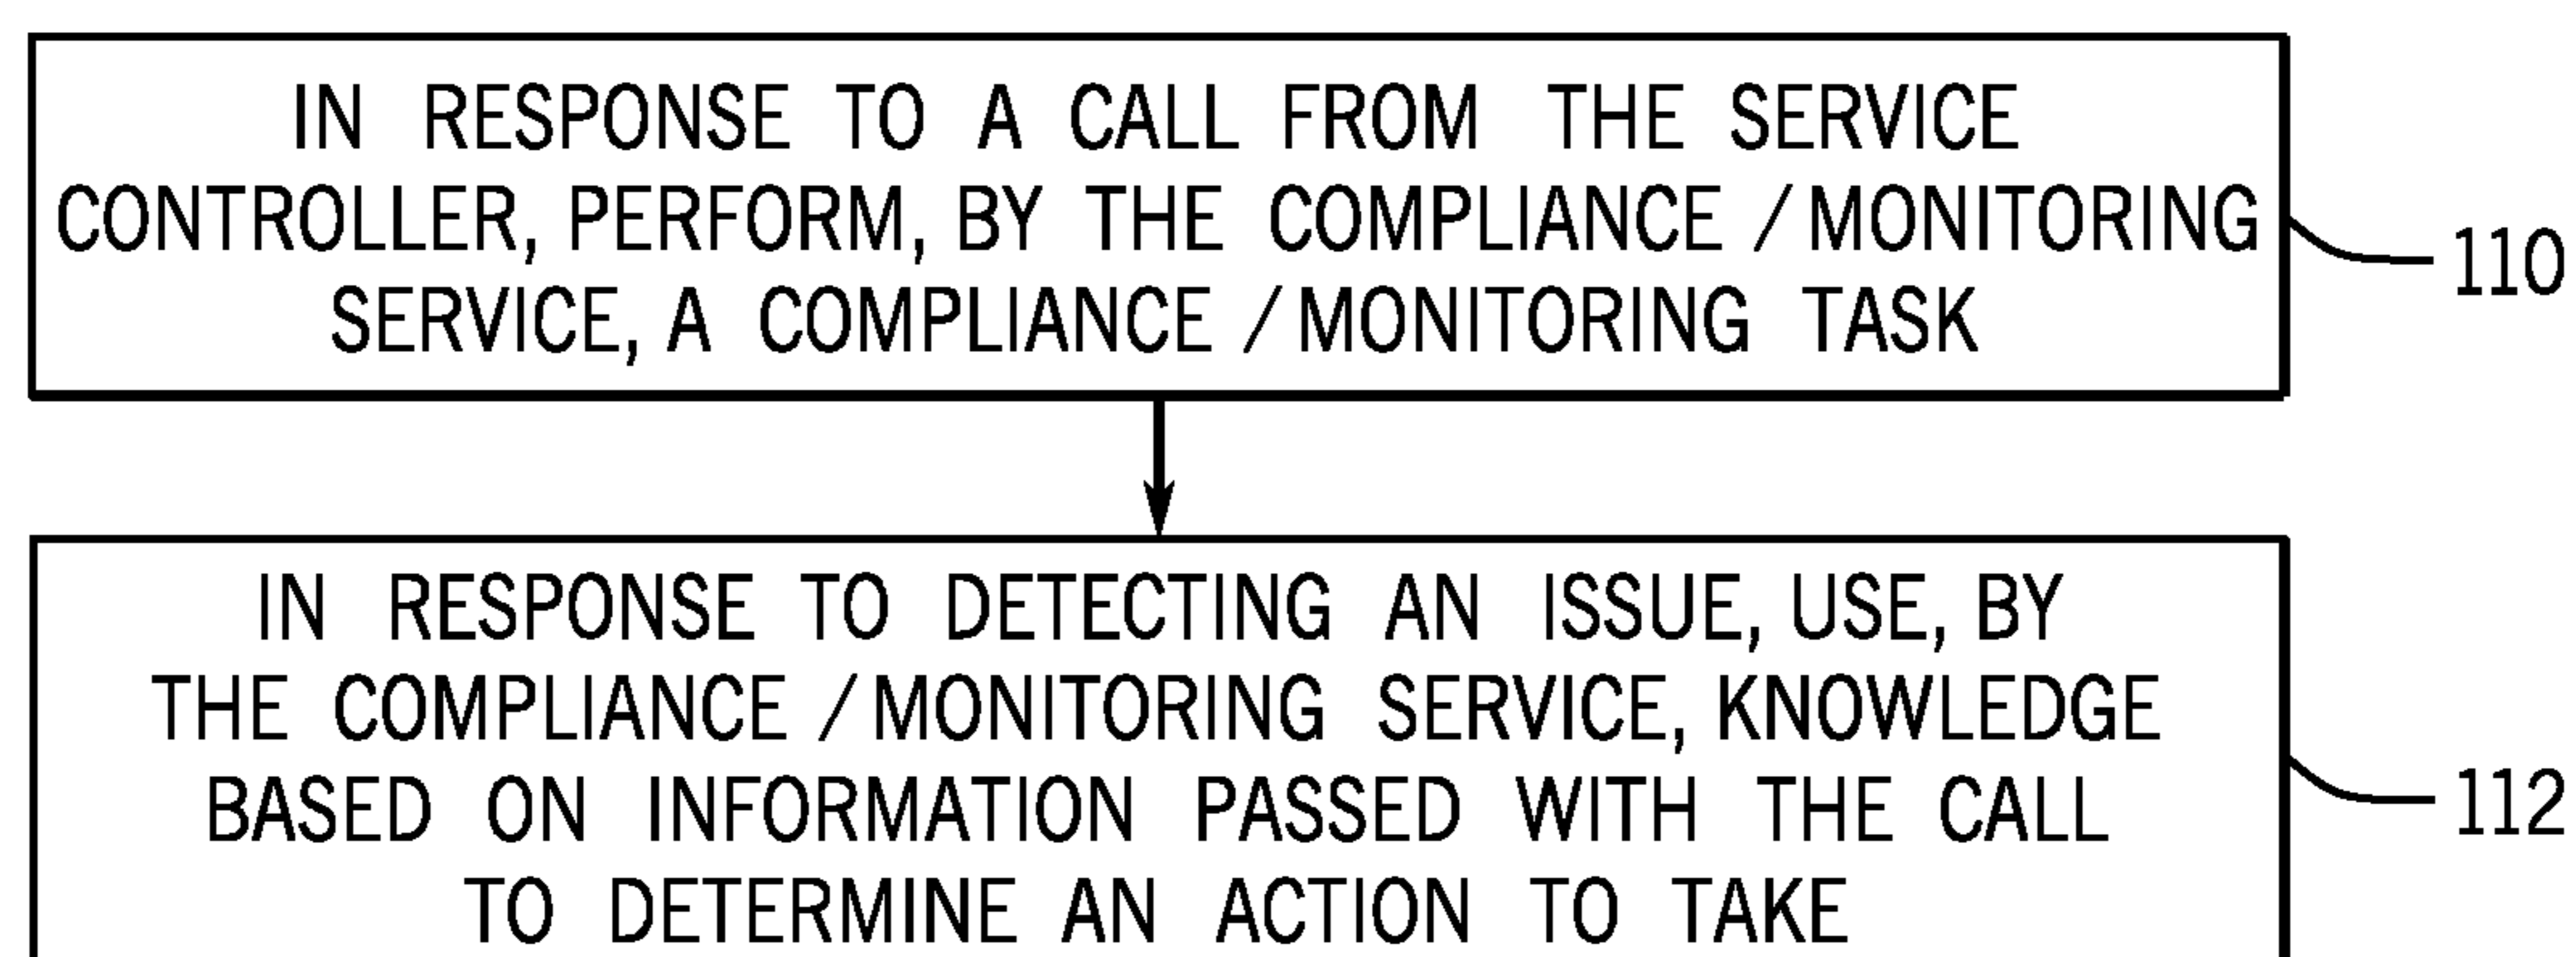 IN RESPONSE TO A CALL FROM THE SERVICE
CONTROLLER, PERFORM, BY THE COMPLIANCE / MONITORING
SERVICE, A COMPLIANCE / MONITORING TASK
110
IN RESPONSE TO DETECTING AN ISSUE, USE, BY
THE COMPLIANCE / MONITORING SERVICE, KNOWLEDGE
BASED ON INFORMATION PASSED WITH THE CALL
TO DETERMINE AN ACTION TO TAKE
112